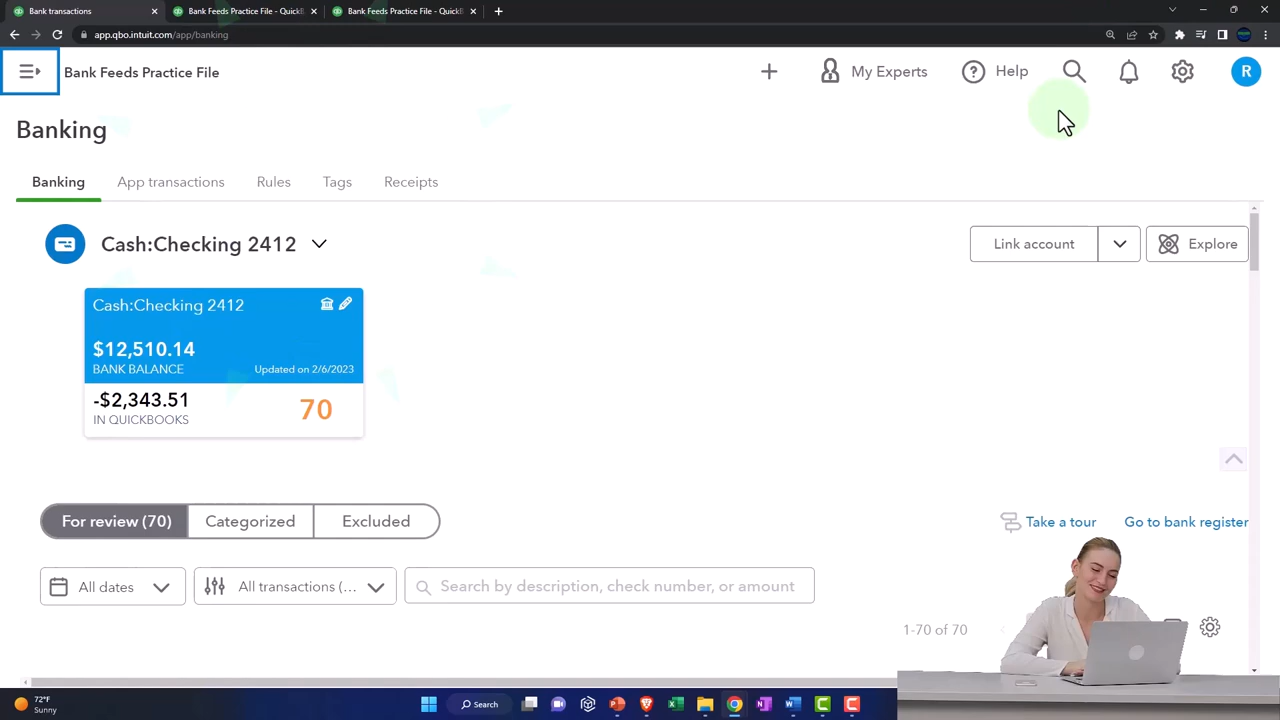 Bank transactions
Bank Feeds Practice File - QuickB
Bank Feeds Practice File - QuickB
app.qbo.intuit.com/app/banking
Bank Feeds Practice File
My Experts
Help
R
Banking
Banking
App transactions
Rules
Tags
Receipts
Cash:Checking 2412
Link account
Explore
Cash:Checking 2412
$12,510.14
BANK BALANCE
Updated on 2/6/2023
-$2,343.51
IN QUICKBOOKS
70
For review (70)
Categorized
Excluded
Take a tour
Go to bank register
All dates
All transactions (...
Search by description, check number, or amount
1-70 of 70
72°F
Sunny
Search